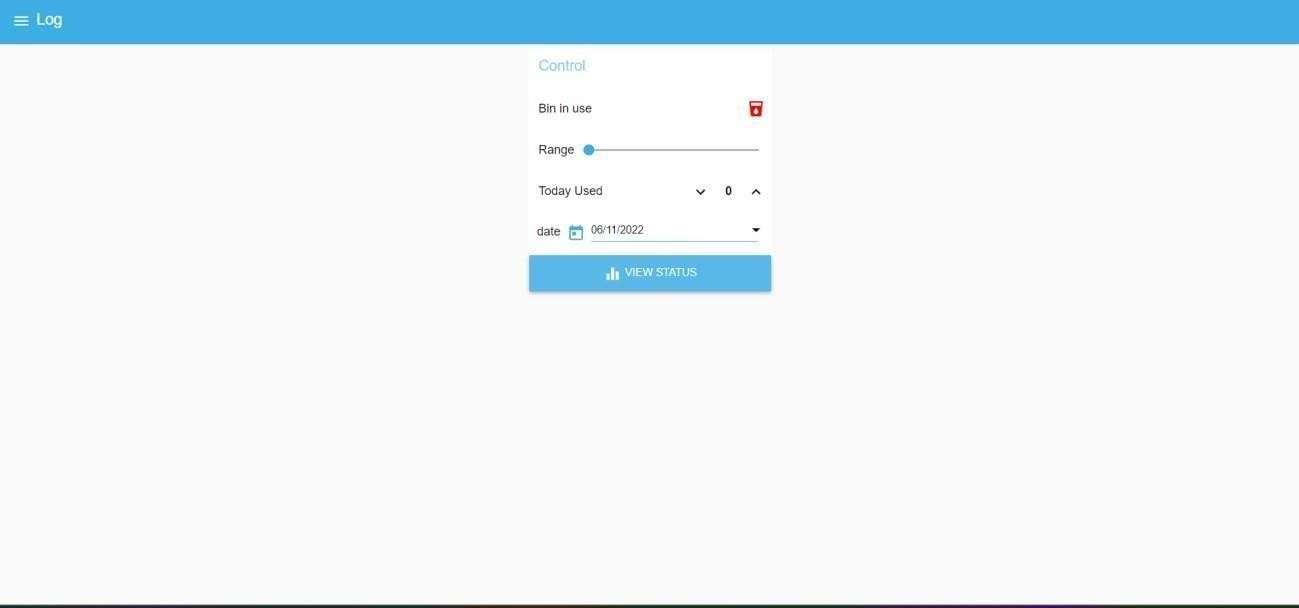 Log
Control
Bin in use
Range
Today Used 0
date 06/11/2022
VIEW STATUS